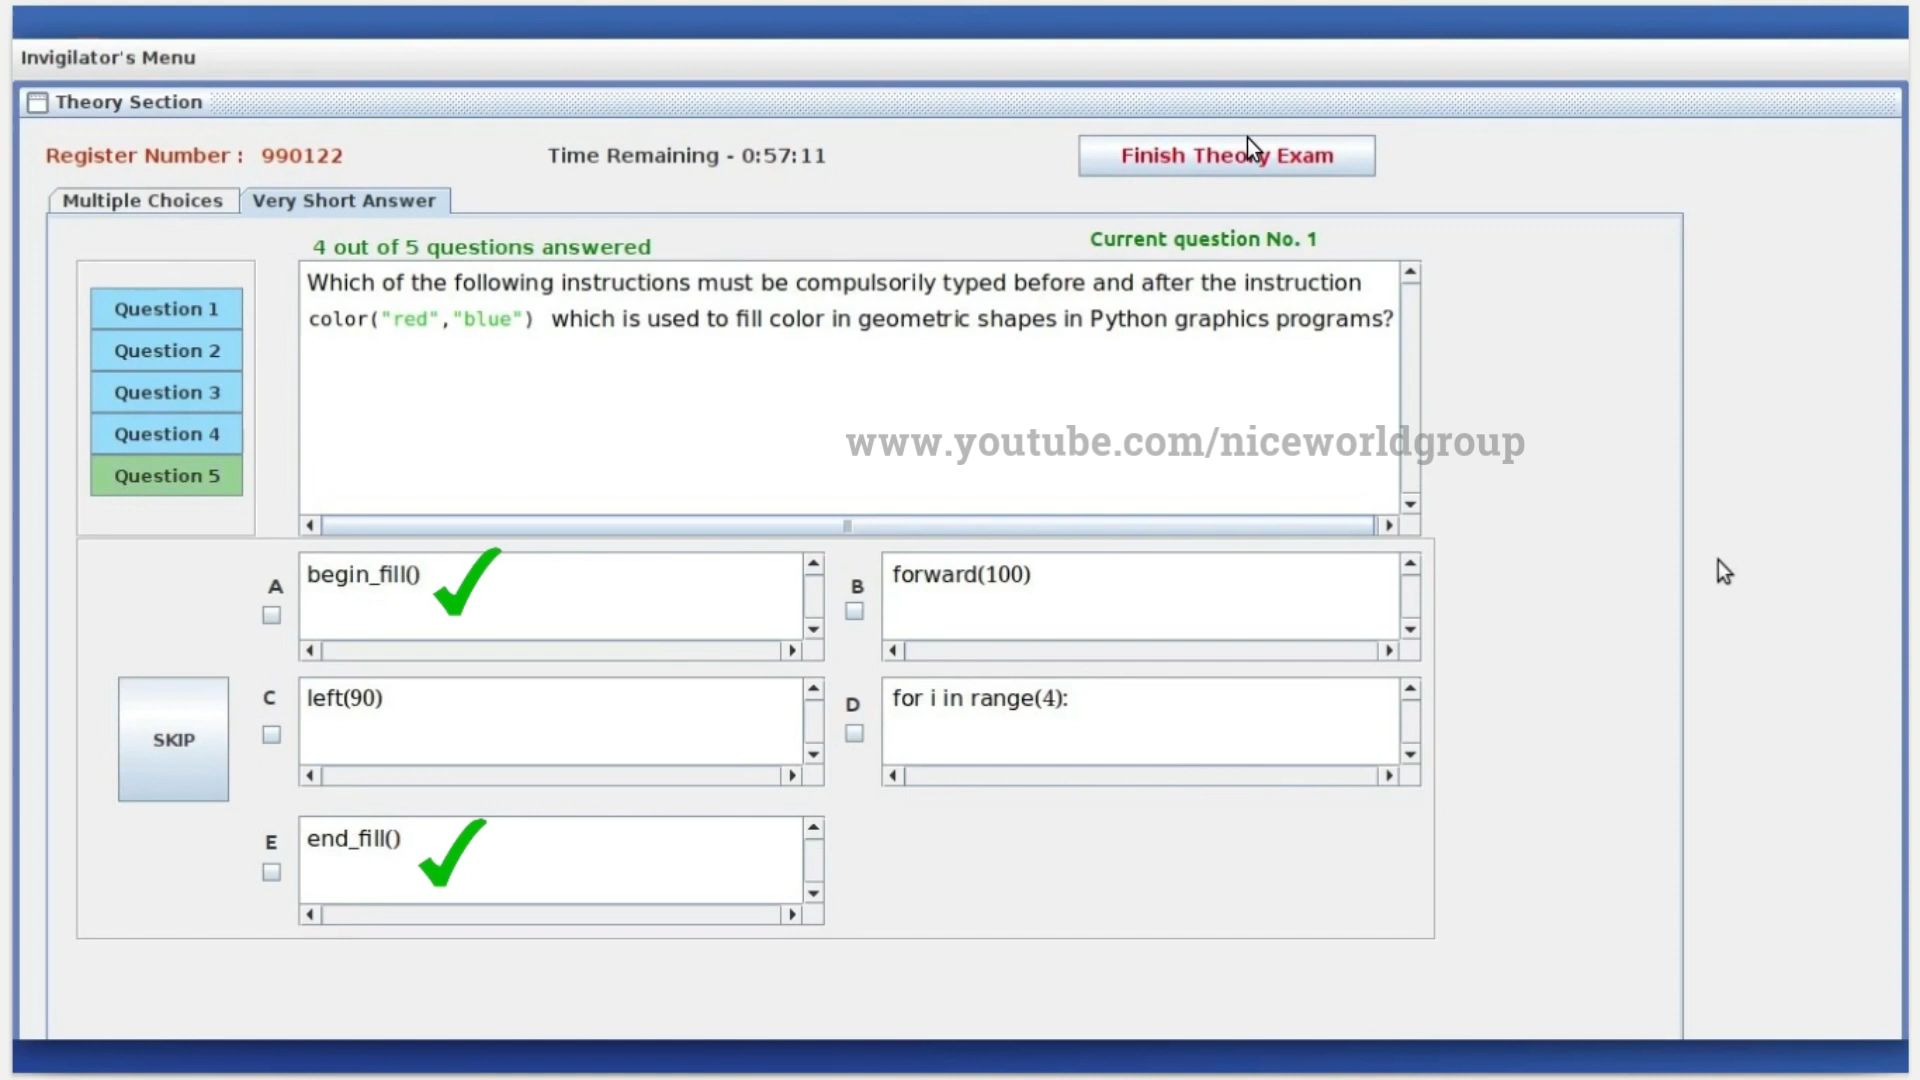 Invigilator's Menu
Theory Section
Register Number : 990122
Time Remaining - 0:57:11
Finish Theory Exam
Multiple Choices
Very Short Answer
4 out of 5 questions answered
Current question No. 1
Question 1
Question 2
Question 3
Question 4
Question 5
Which of the following instructions must be compulsorily typed before and after the instruction
color("red","blue") which is used to fill color in geometric shapes in Python graphics programs?
www.youtube.com/niceworldgroup
A
begin_fill()
B
forward(100)
C
left(90)
D
for i in range(4):
SKIP
E
end_fill()